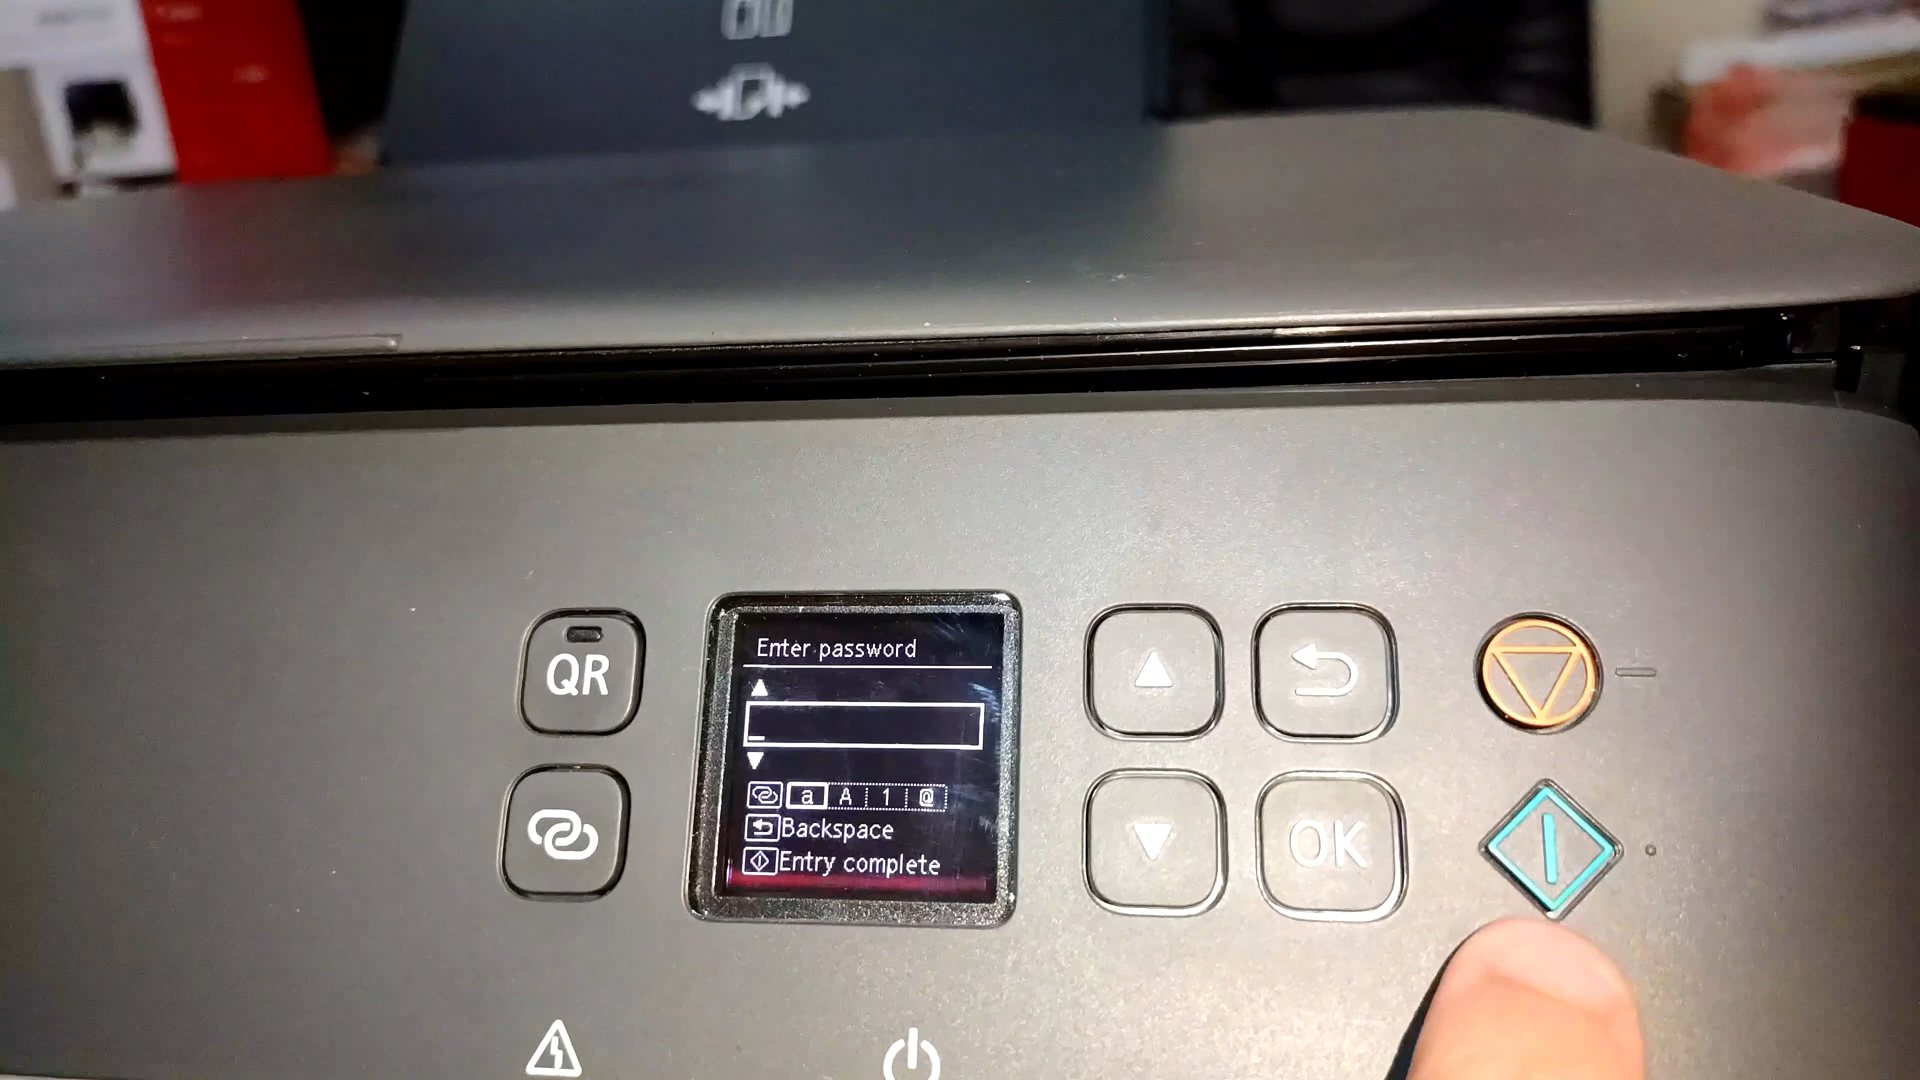 QR
Enter password
a A 1 @
Backspace
Entry complete
OK